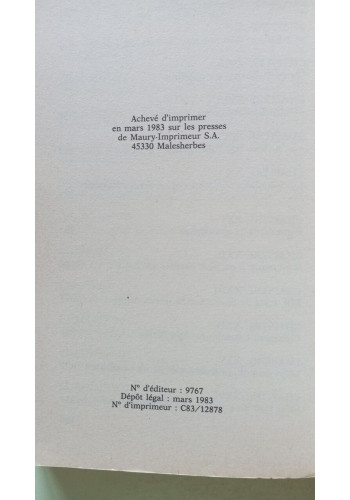 Achevé d'imprimer
en mars 1983 sur les presses
de Maury-Imprimeur S.A.
45330 Malesherbes
N° d'éditeur : 9767
Dépôt légal : mars 1983
N° d'imprimeur : C83/12878